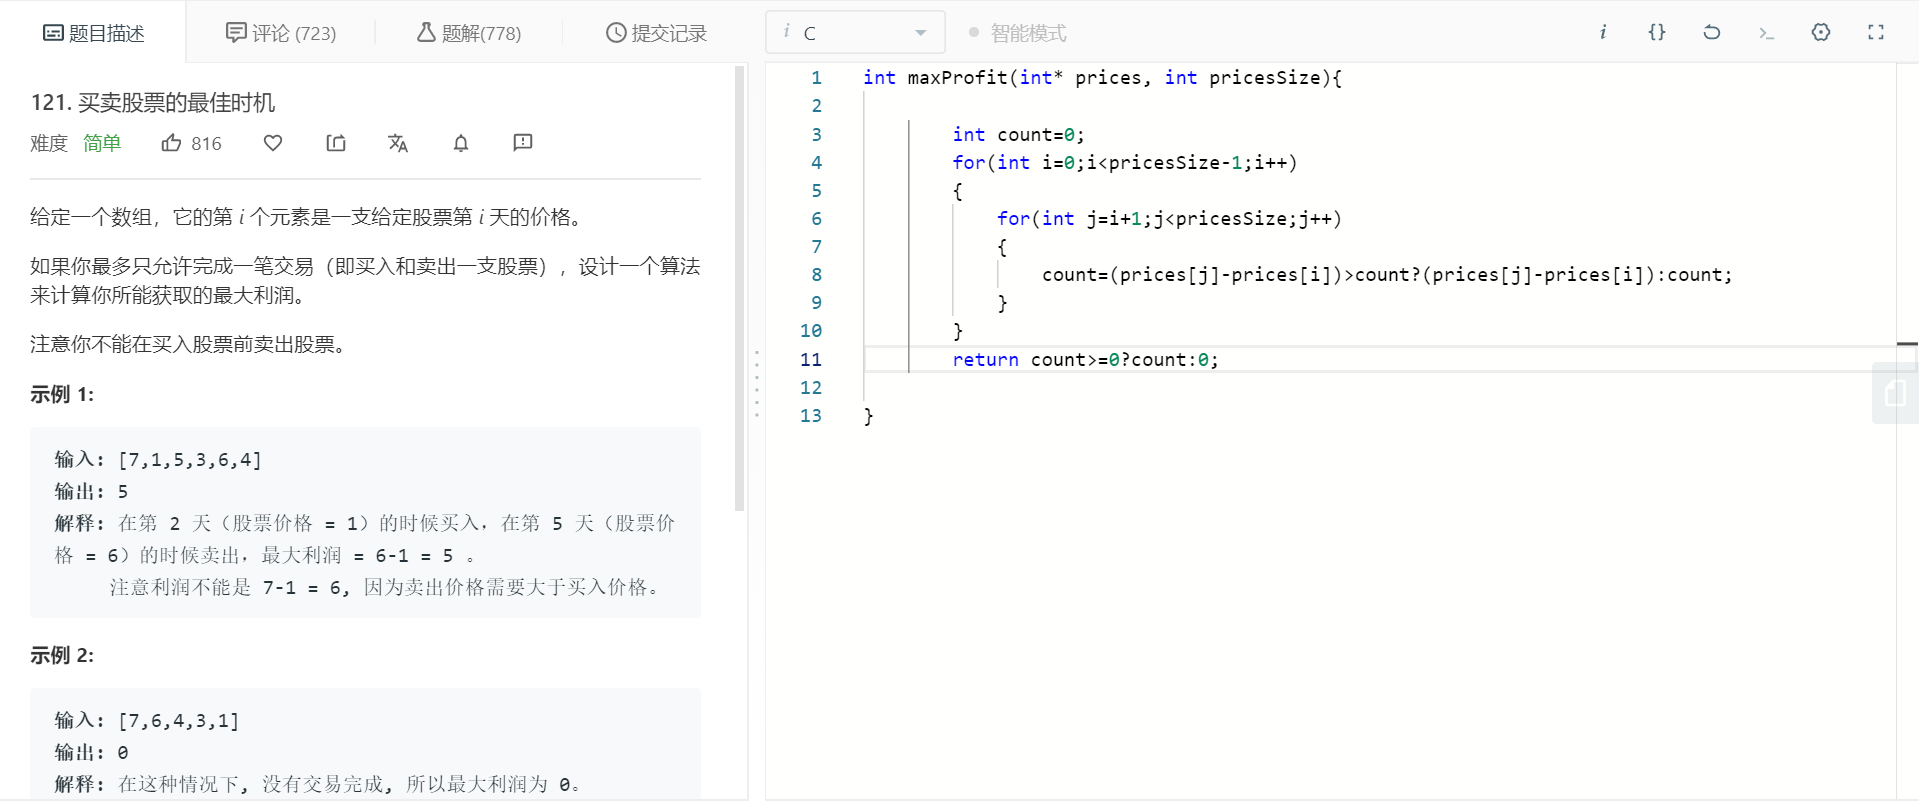 题目描述
评论 (723)
题解(778)
提交记录
i C
智能模式
i {} >_
121. 买卖股票的最佳时机
难度 简单 816
给定一个数组，它的第 i 个元素是一支给定股票第 i 天的价格。
如果你最多只允许完成一笔交易（即买入和卖出一支股票），设计一个算法
来计算你所能获取的最大利润。
注意你不能在买入股票前卖出股票。
示例 1:
输入: [7,1,5,3,6,4]
输出: 5
解释: 在第 2 天（股票价格 = 1）的时候买入，在第 5 天（股票价
格 = 6）的时候卖出，最大利润 = 6-1 = 5 。
注意利润不能是 7-1 = 6, 因为卖出价格需要大于买入价格。
示例 2:
输入: [7,6,4,3,1]
输出: 0
解释: 在这种情况下, 没有交易完成, 所以最大利润为 0。
1 int maxProfit(int* prices, int pricesSize){
2
3 int count=0;
4 for(int i=0;i<pricesSize-1;i++)
5 {
6 for(int j=i+1;j<pricesSize;j++)
7 {
8 count=(prices[j]-prices[i])>count?(prices[j]-prices[i]):count;
9 }
10 }
11 return count>=0?count:0;
12
13 }